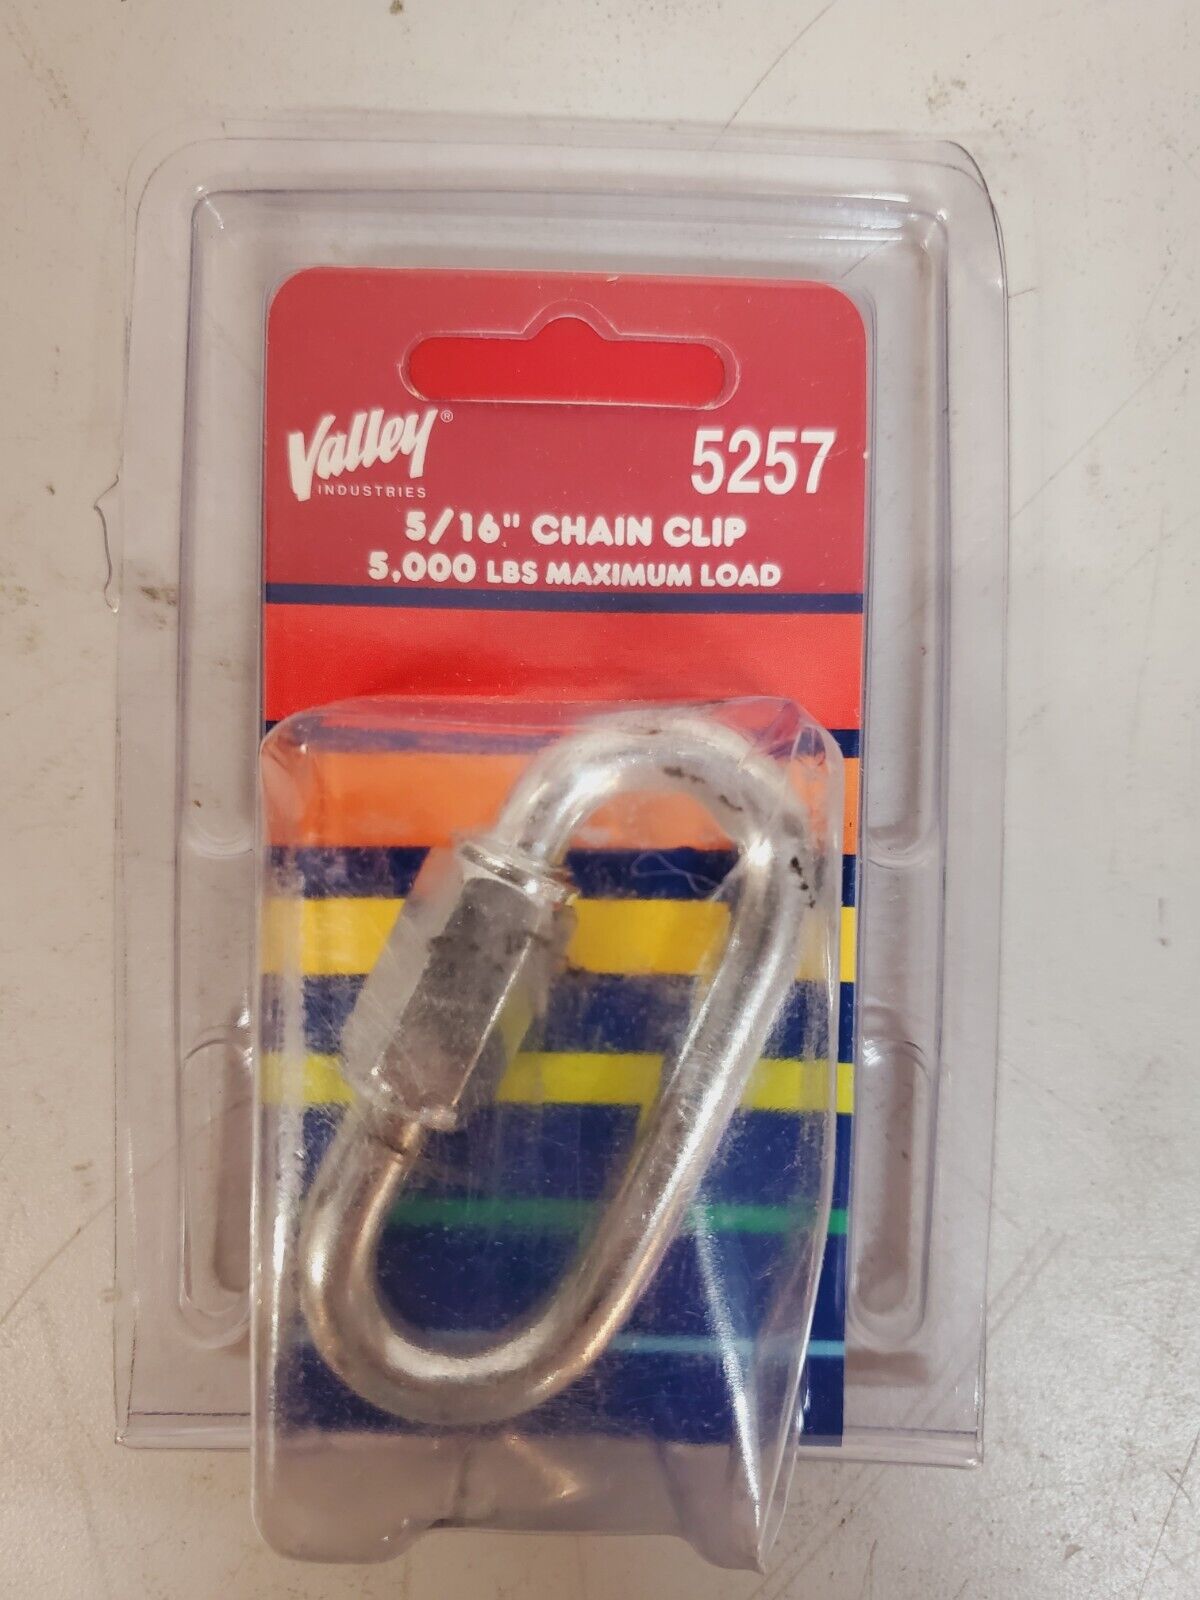 Valley®
INDUSTRIES
5257
5/16" CHAIN CLIP
5,000 LBS MAXIMUM LOAD